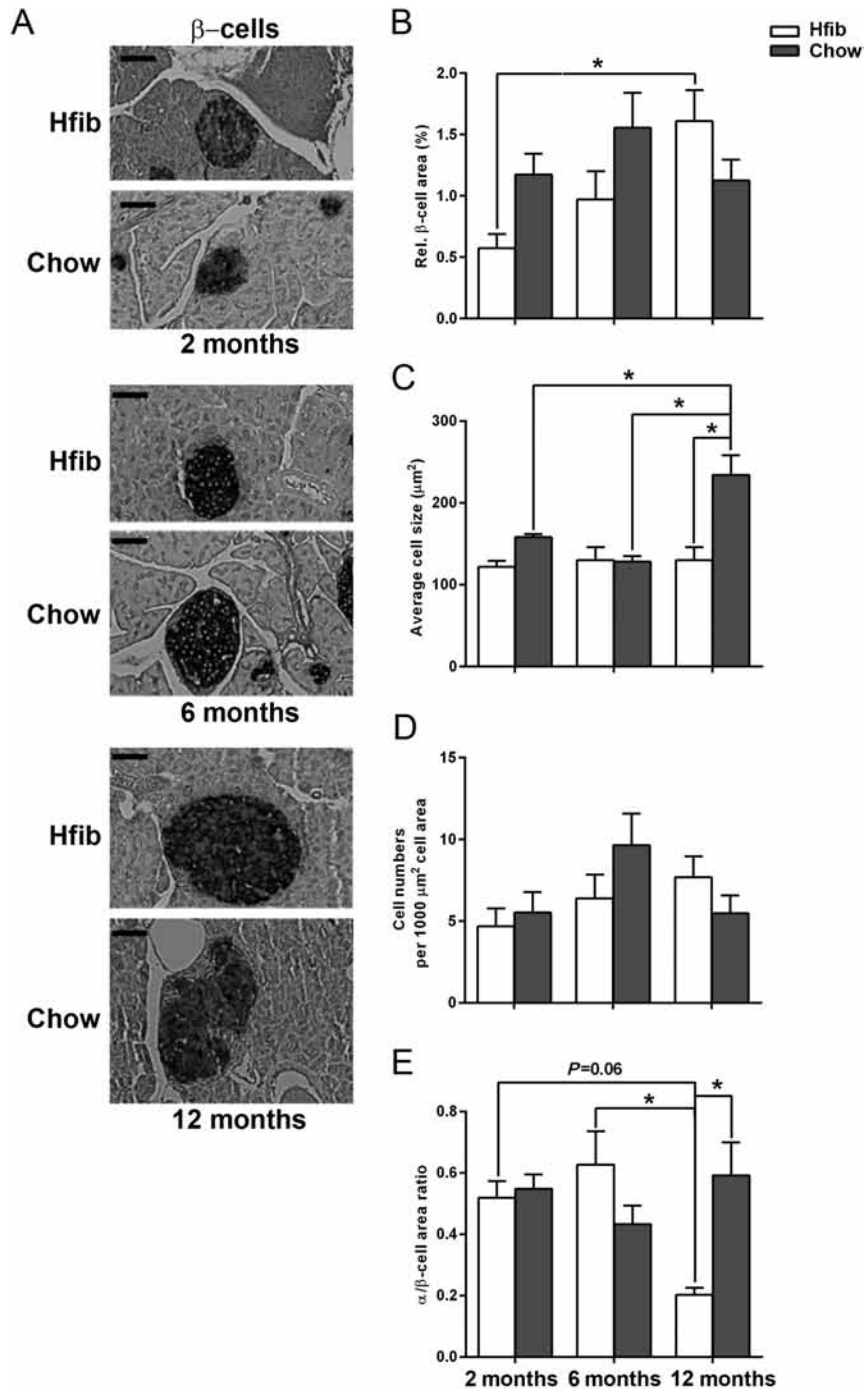 A
β-cells
Hfib
Chow
2 months
Hfib
Chow
6 months
Hfib
Chow
12 months
B
Hfib
Chow
*
2.0
1.5
1.0
0.5
0.0
Rel. β-cell area (%)
C
*
*
*
300
200
100
0
Average cell size (μm²)
D
15
10
5
0
Cell numbers
per 1000 μm² cell area
E
P=0.06
*
*
0.8
0.6
0.4
0.2
0.0
α/β-cell area ratio
2 months 6 months 12 months